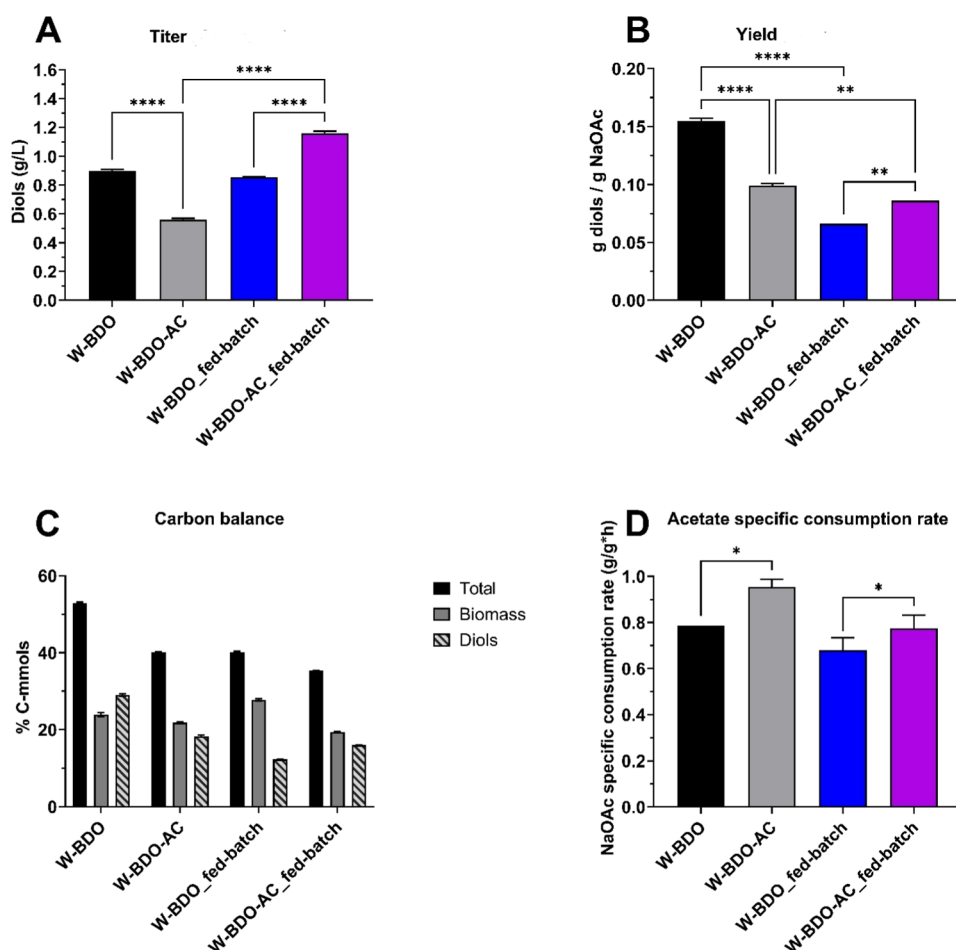 A
Titer
Diols (g/L)
1.6
1.4
1.2
1.0
0.8
0.6
0.4
0.2
0.0
****
****
****
W-BDO
W-BDO-AC
W-BDO_fed-batch
W-BDO-AC_fed-batch
B
Yield
g diols / g NaOAc
0.20
0.15
0.10
0.05
0.00
****
****
**
**
W-BDO
W-BDO-AC
W-BDO_fed-batch
W-BDO-AC_fed-batch
C
Carbon balance
% C-mmols
60
40
20
0
Total
Biomass
Diols
W-BDO
W-BDO-AC
W-BDO_fed-batch
W-BDO-AC_fed-batch
D
Acetate specific consumption rate
NaOAc specific consumption rate (g/g*h)
1.0
0.8
0.6
0.4
0.2
0.0
*
*
W-BDO
W-BDO-AC
W-BDO_fed-batch
W-BDO-AC_fed-batch